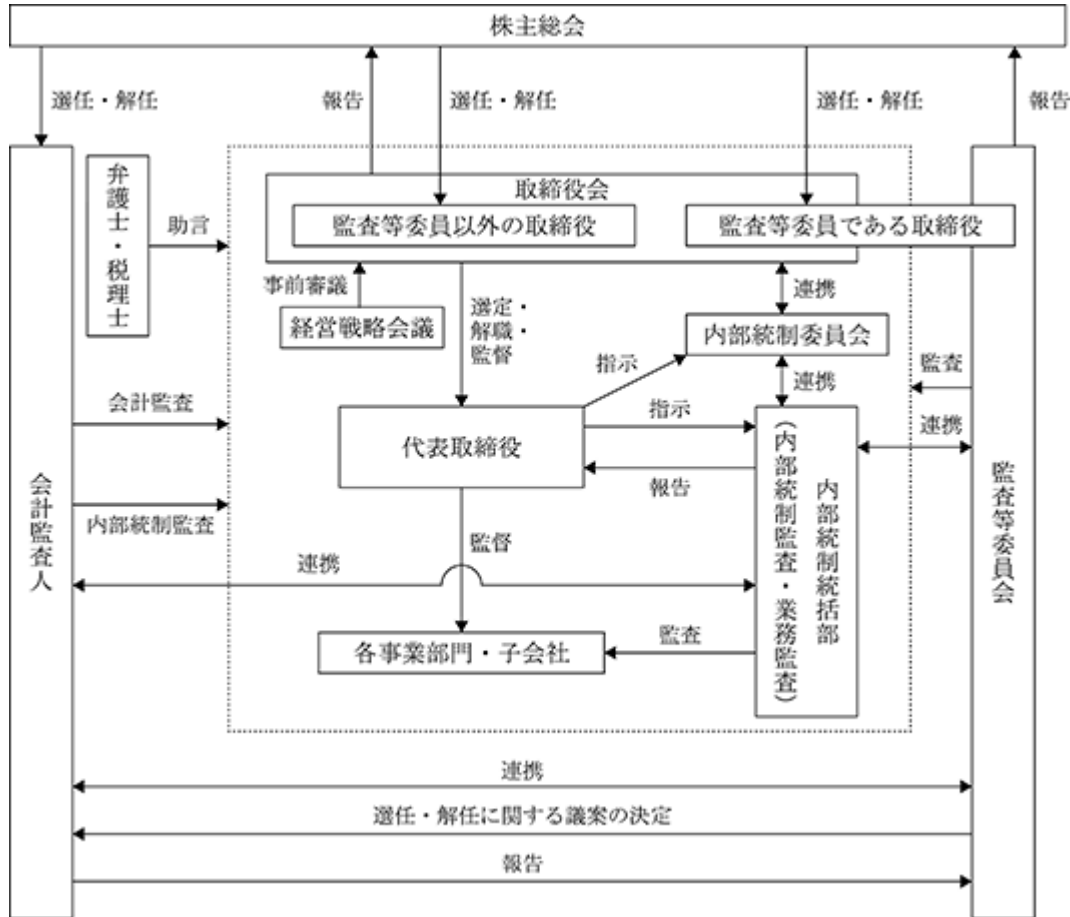 株主総会
選任・解任
報告
選任・解任
選任・解任
報告
弁護士・税理士
助言
取締役会
監査等委員以外の取締役
監査等委員である取締役
事前審議
経営戦略会議
選定・
解職・
監督
連携
内部統制委員会
指示
連携
監査
会計監査
代表取締役
指示
連携
報告
内部統制監査
会計監査人
監督
連携
内部統制統括部
(内部統制監査・業務監査)
監査等委員会
各事業部門・子会社
監査
連携
選任・解任に関する議案の決定
報告